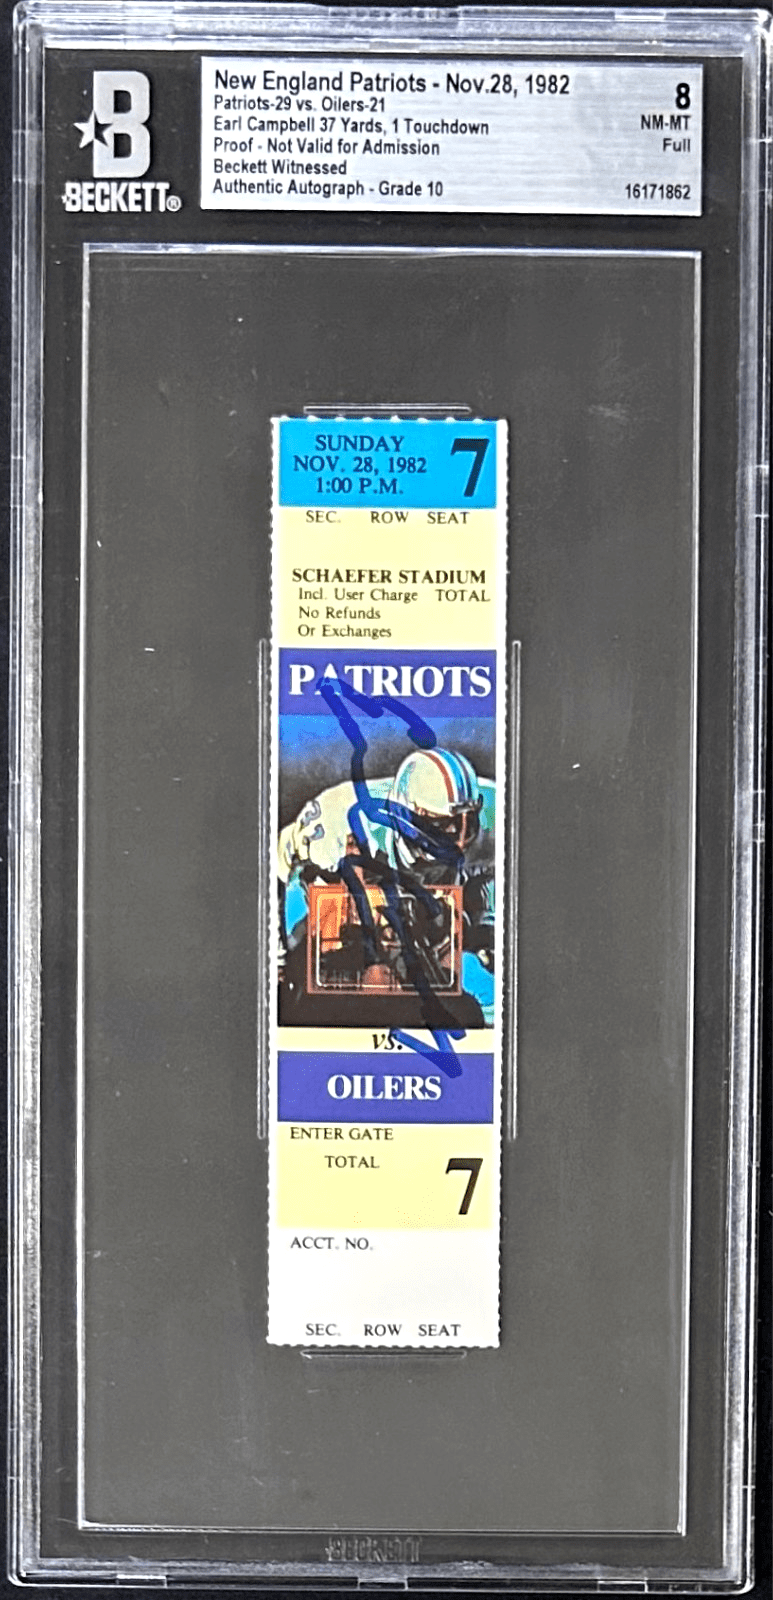 New England Patriots - Nov.28, 1982
Patriots-29 vs. Oilers-21
Earl Campbell 37 Yards, 1 Touchdown
Proof - Not Valid for Admission
Beckett Witnessed
Authentic Autograph - Grade 10
8
NM-MT
Full
16171862
B
BECKETT®
SUNDAY
NOV. 28, 1982
1:00 P.M.
7
SEC. ROW SEAT
SCHAEFER STADIUM
Incl. User Charge TOTAL
No Refunds
Or Exchanges
PATRIOTS
vs.
OILERS
ENTER GATE
TOTAL
7
ACCT. NO.
SEC. ROW SEAT
BECKETT